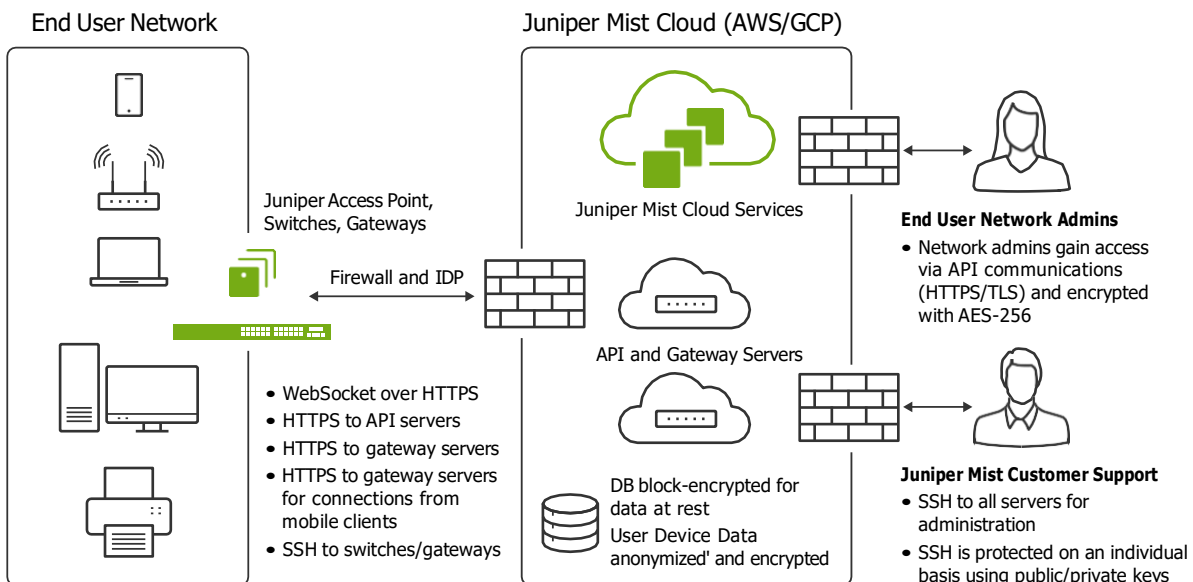 End User Network
Juniper Mist Cloud (AWS/GCP)
Juniper Access Point,
Switches, Gateways
Firewall and IDP
• WebSocket over HTTPS
• HTTPS to API servers
• HTTPS to gateway servers
• HTTPS to gateway servers
for connections from
mobile clients
• SSH to switches/gateways
Juniper Mist Cloud Services
API and Gateway Servers
DB block-encrypted for
data at rest
User Device Data
anonymized' and encrypted
End User Network Admins
• Network admins gain access
via API communications
(HTTPS/TLS) and encrypted
with AES-256
Juniper Mist Customer Support
• SSH to all servers for
administration
• SSH is protected on an individual
basis using public/private keys